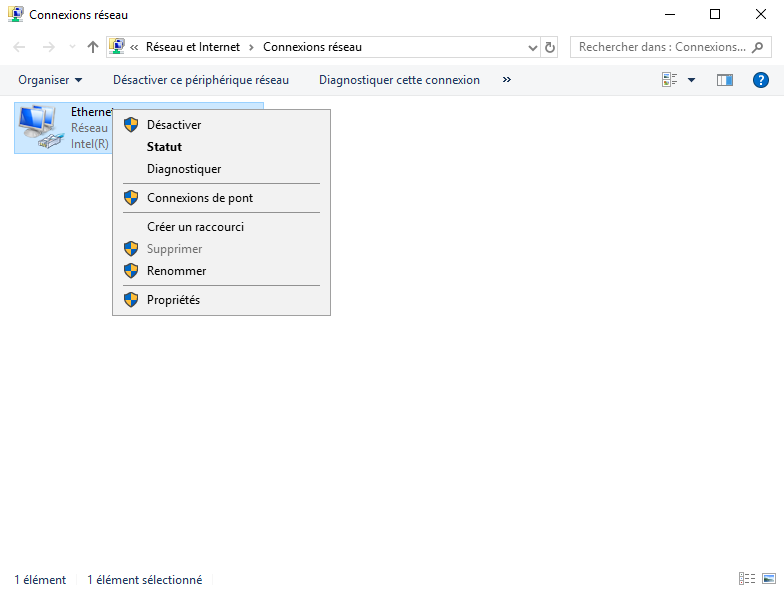 Connexions réseau
« Réseau et Internet > Connexions réseau
Rechercher dans : Connexions...
Organiser
Désactiver ce périphérique réseau
Diagnostiquer cette connexion
»
?
Ethernet
Réseau
Intel(R)
Désactiver
Statut
Diagnostiquer
Connexions de pont
Créer un raccourci
Supprimer
Renommer
Propriétés
1 élément
1 élément sélectionné